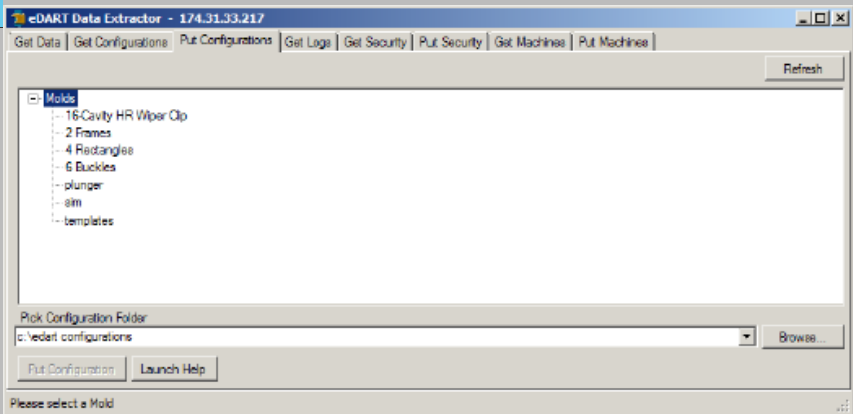 eDART Data Extractor - 174.31.33.217
Get Data Get Configurations Put Configurations Get Logs Get Security Put Security Get Machines Put Machines
Refresh
Molds
16-Cavity HR Wiper Clip
2 Frames
4 Rectangles
6 Buckles
plunger
sim
templates
Pick Configuration Folder
c:\edart configurations
Browse...
Put Configuration Launch Help
Please select a Mold